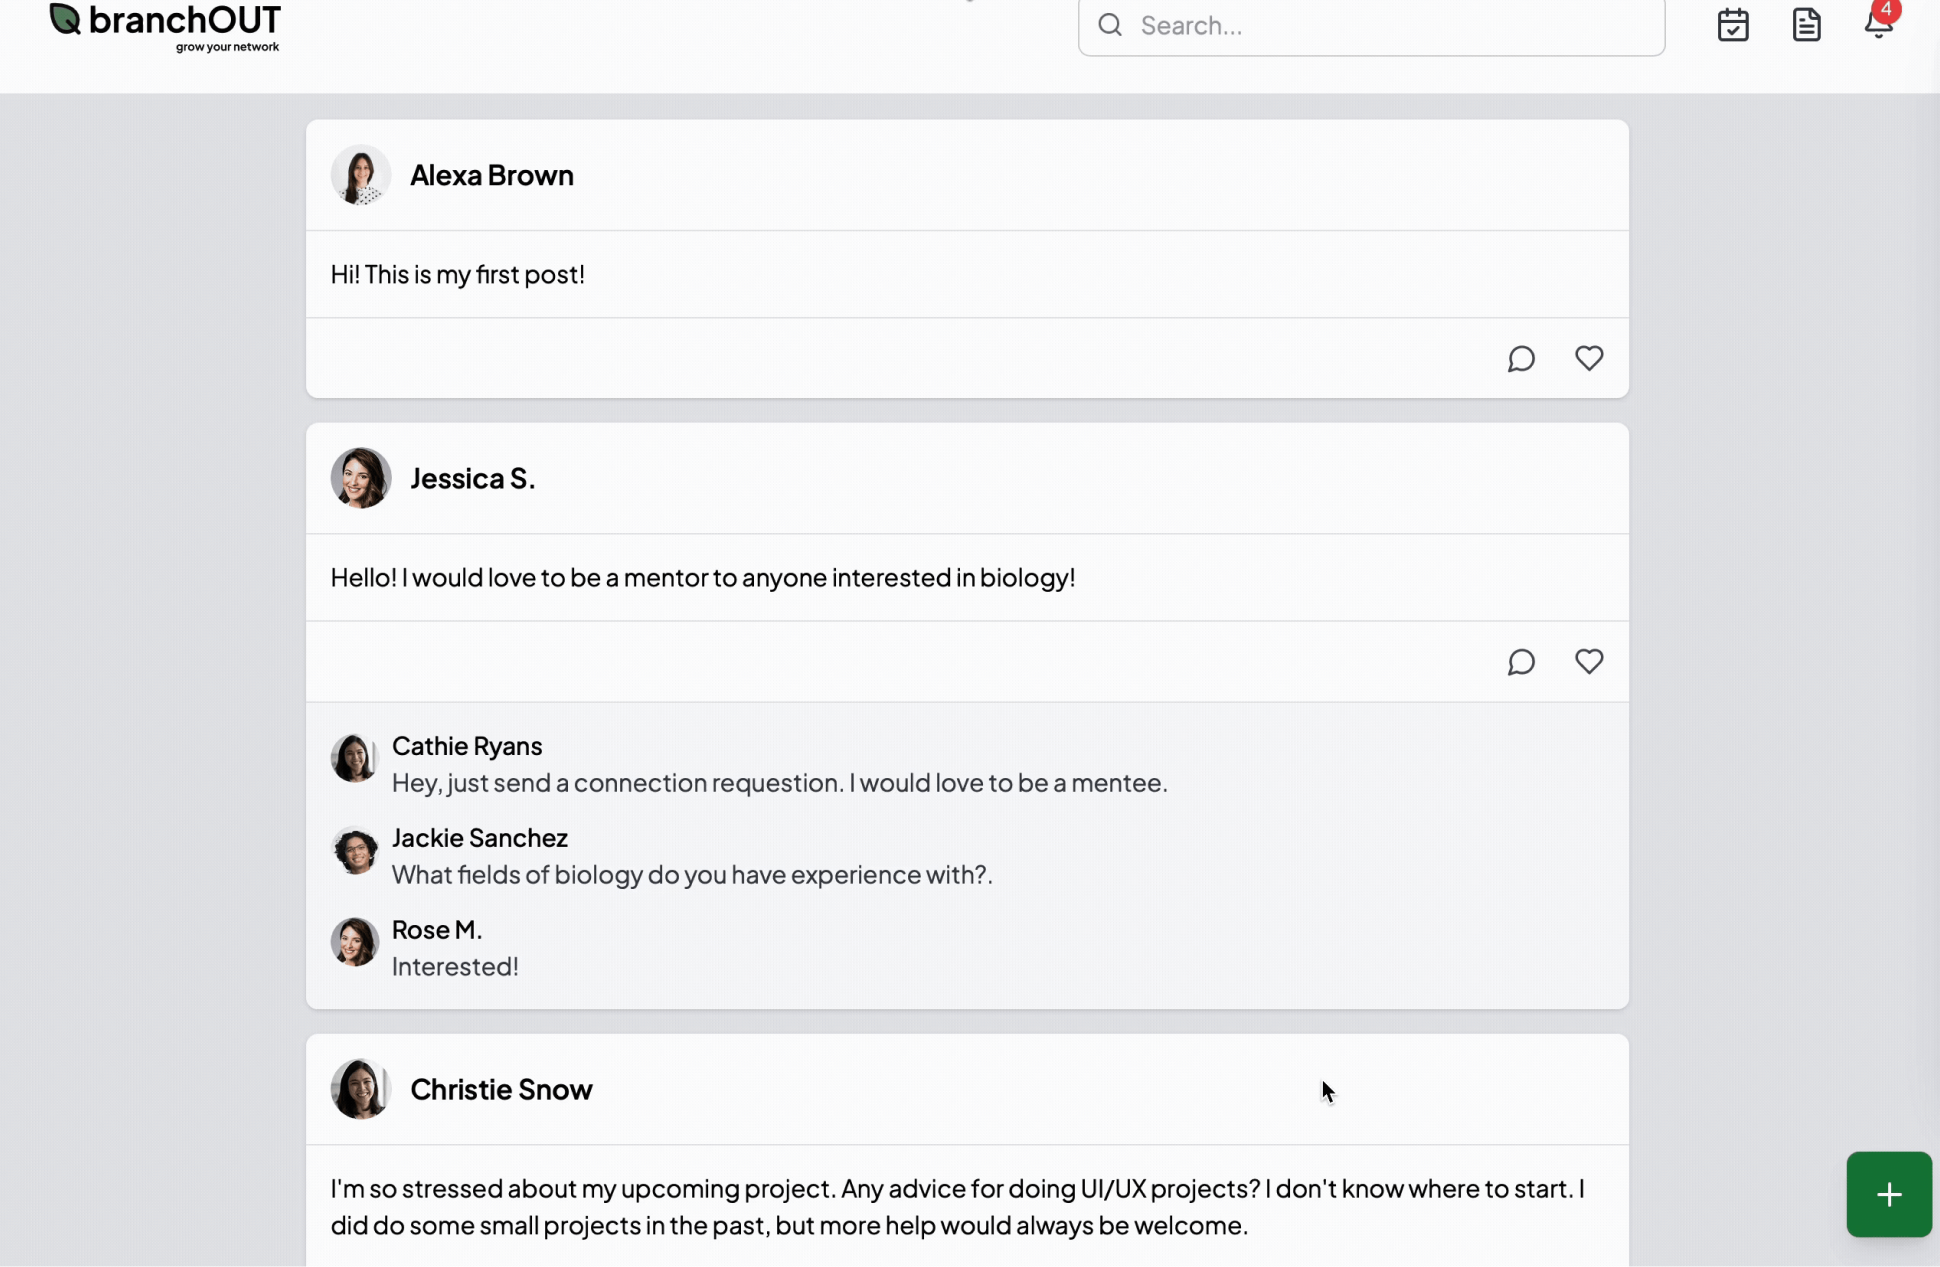 branchOUT
grow your network
Search...
4
Alexa Brown
Hi! This is my first post!
Jessica S.
Hello! I would love to be a mentor to anyone interested in biology!
Cathie Ryans
Hey, just send a connection requestion. I would love to be a mentee.
Jackie Sanchez
What fields of biology do you have experience with?.
Rose M.
Interested!
Christie Snow
I'm so stressed about my upcoming project. Any advice for doing UI/UX projects? I don't know where to start. I
did do some small projects in the past, but more help would always be welcome.